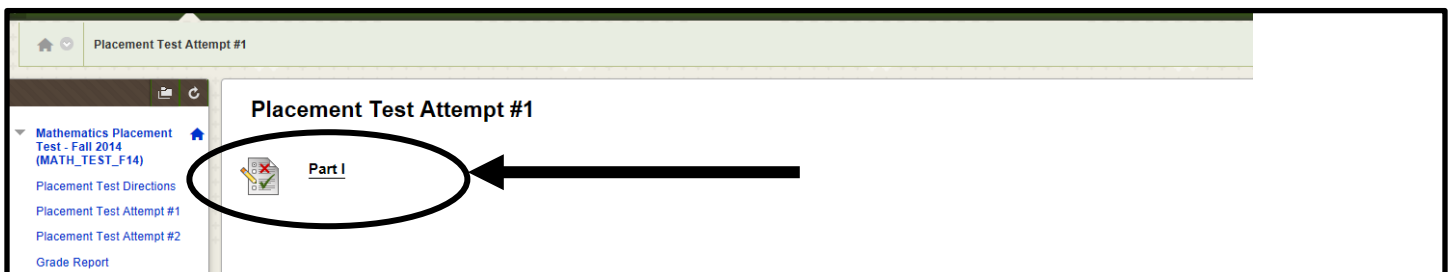 Placement Test Attempt #1
Mathematics Placement
Test - Fall 2014
(MATH_TEST_F14)
Placement Test Directions
Placement Test Attempt #1
Placement Test Attempt #2
Grade Report
Placement Test Attempt #1
Part I